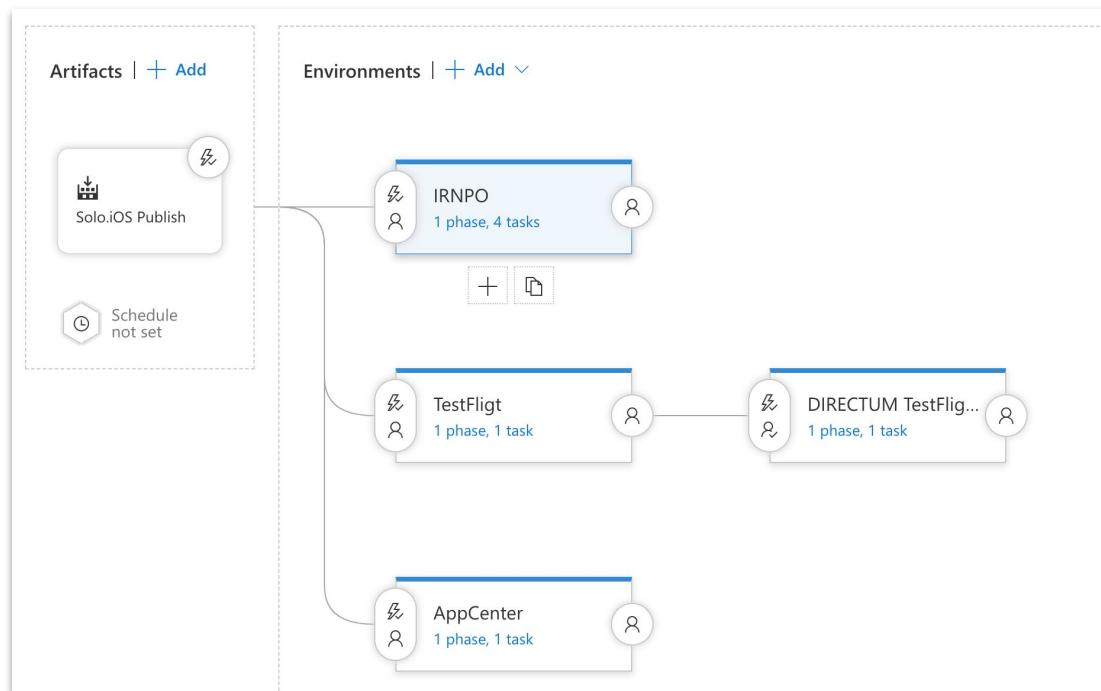 Artifacts | + Add
Environments | + Add
Solo.iOS Publish
Schedule
not set
IRNPO
1 phase, 4 tasks
TestFligt
1 phase, 1 task
DIRECTUM TestFlig...
1 phase, 1 task
AppCenter
1 phase, 1 task